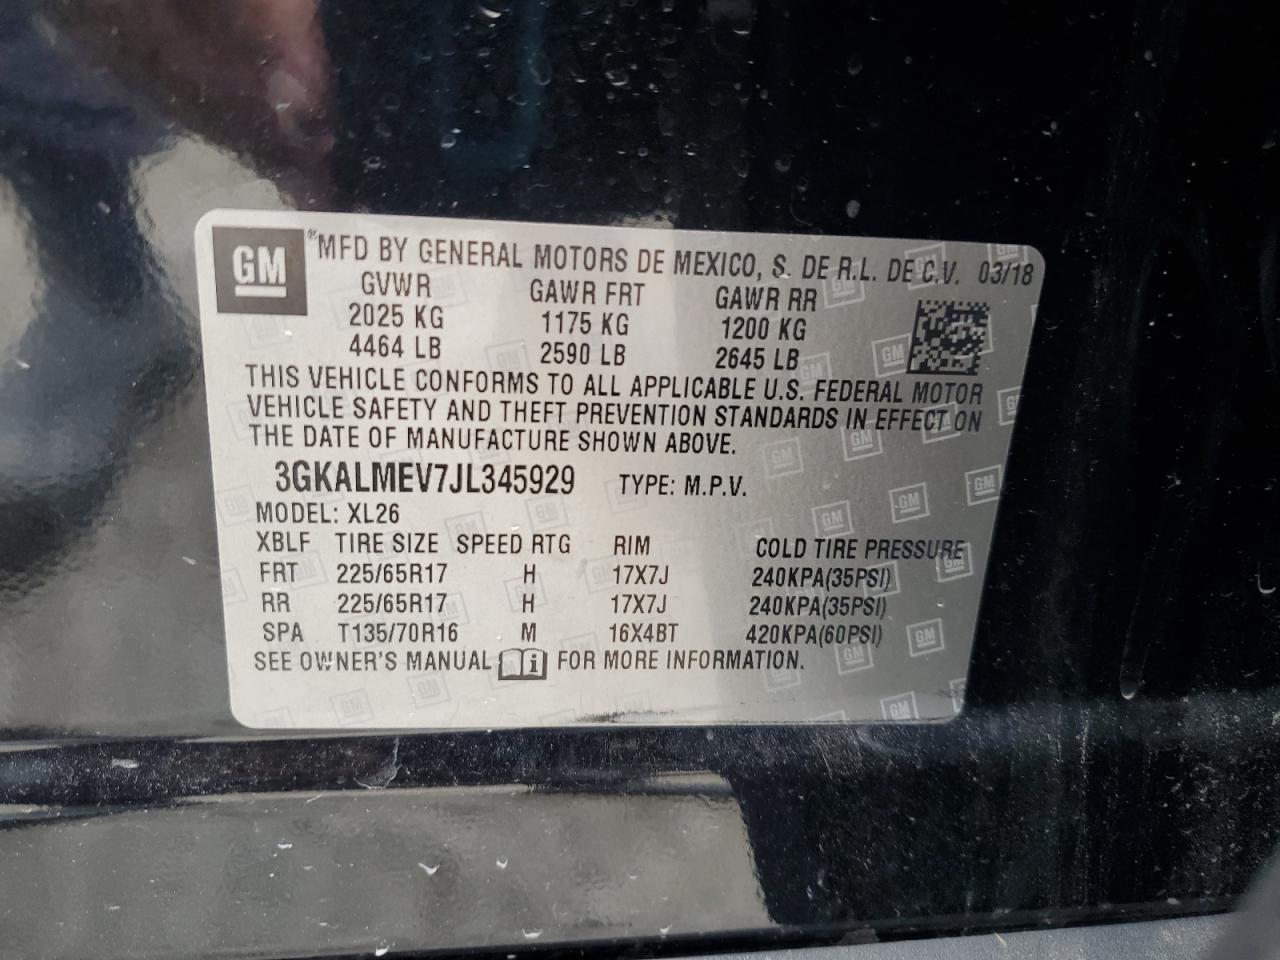 GM ® MFD BY GENERAL MOTORS DE MEXICO, S. DE R.L. DE C.V. 03/18
GVWR GAWR FRT GAWR RR
2025 KG 1175 KG 1200 KG
4464 LB 2590 LB 2645 LB
THIS VEHICLE CONFORMS TO ALL APPLICABLE U.S. FEDERAL MOTOR
VEHICLE SAFETY AND THEFT PREVENTION STANDARDS IN EFFECT ON
THE DATE OF MANUFACTURE SHOWN ABOVE.
3GKALMEV7JL345929 TYPE: M.P.V.
MODEL: XL26
XBLF TIRE SIZE SPEED RTG RIM COLD TIRE PRESSURE
FRT 225/65R17 H 17X7J 240KPA(35PSI)
RR 225/65R17 H 17X7J 240KPA(35PSI)
SPA T135/70R16 M 16X4BT 420KPA(60PSI)
SEE OWNER'S MANUAL i FOR MORE INFORMATION.